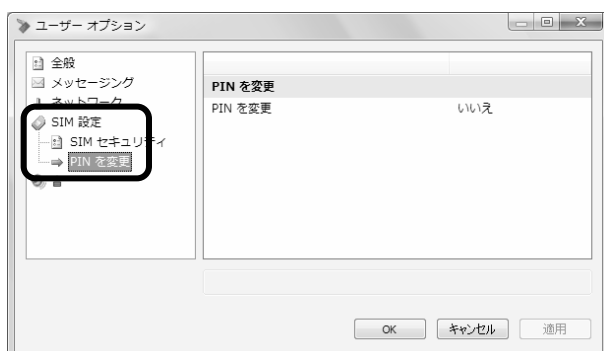 ユーザー オプション
全般
メッセージング
ネットワーク
SIM 設定
SIM セキュリティ
PIN を変更
PIN を変更
PIN を変更 いいえ
OK キャンセル 適用